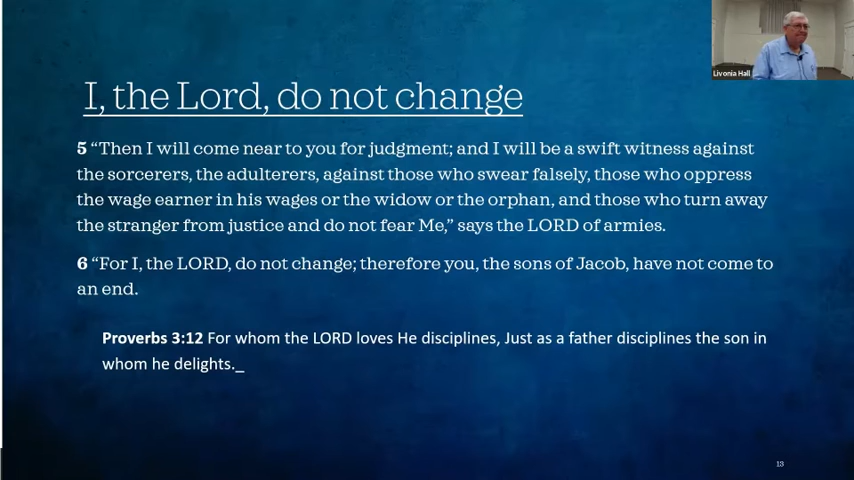 Livonia Hall
I, the Lord, do not change
5 “Then I will come near to you for judgment; and I will be a swift witness against
the sorcerers, the adulterers, against those who swear falsely, those who oppress
the wage earner in his wages or the widow or the orphan, and those who turn away
the stranger from justice and do not fear Me,” says the LORD of armies.
6 “For I, the LORD, do not change; therefore you, the sons of Jacob, have not come to
an end.
Proverbs 3:12 For whom the LORD loves He disciplines, Just as a father disciplines the son in
whom he delights._
13